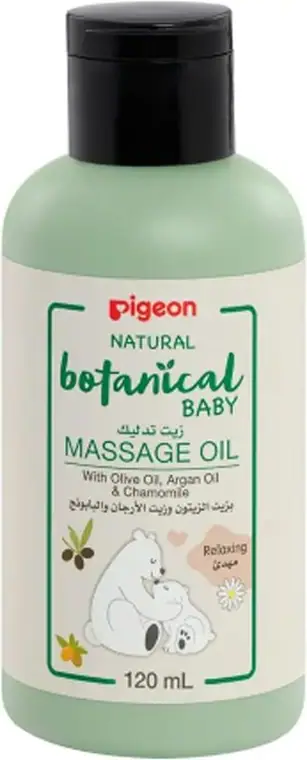 Pigeon
NATURAL
botanical
BABY
زيت تدليك
MASSAGE OIL
With Olive Oil, Argan Oil
& Chamomile
بزيت الزيتون وزيت الأرجان والبابونج
Relaxing
مهدئ
120 mL